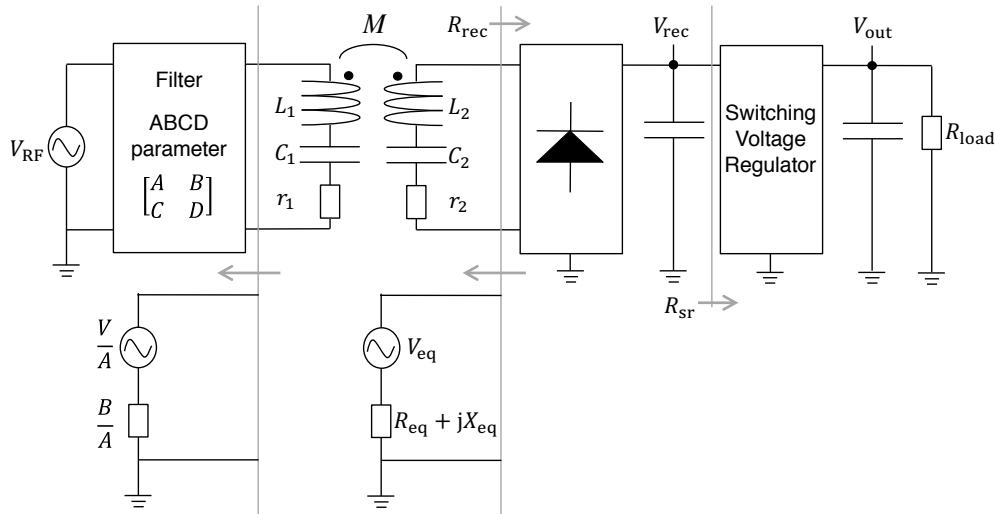 M
R_rec
V_rec
V_out
Filter
ABCD
parameter
[A B
C D]
V_RF
L_1
C_1
r_1
L_2
C_2
r_2
Switching
Voltage
Regulator
R_load
R_sr
V/A
B/A
V_eq
R_eq + jX_eq